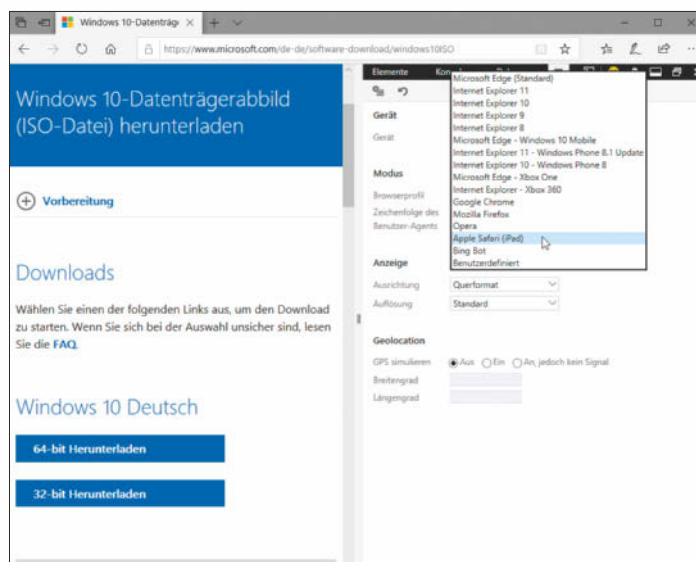 Windows 10-Datenträg
https://www.microsoft.com/de-de/software-download/windows10ISO
Windows 10-Datenträgerabbild
(ISO-Datei) herunterladen
Vorbereitung
Downloads
Wählen Sie einen der folgenden Links aus, um den Download
zu starten. Wenn Sie sich bei der Auswahl unsicher sind, lesen
Sie die FAQ.
Windows 10 Deutsch
64-bit Herunterladen
32-bit Herunterladen
Elemente
Gerät
Gerät
Modus
Browserprofil
Zeichenfolge des
Benutzer-Agents
Microsoft Edge (Standard)
Internet Explorer 11
Internet Explorer 10
Internet Explorer 9
Internet Explorer 8
Microsoft Edge - Windows 10 Mobile
Internet Explorer 11 - Windows Phone 8.1 Update
Internet Explorer 10 - Windows Phone 8
Microsoft Edge - Xbox One
Internet Explorer - Xbox 360
Google Chrome
Mozilla Firefox
Opera
Apple Safari (iPad)
Bing Bot
Benutzerdefiniert
Anzeige
Ausrichtung Querformat
Auflösung Standard
Geolocation
GPS simulieren Aus Ein An, jedoch kein Signal
Breitengrad
Längengrad